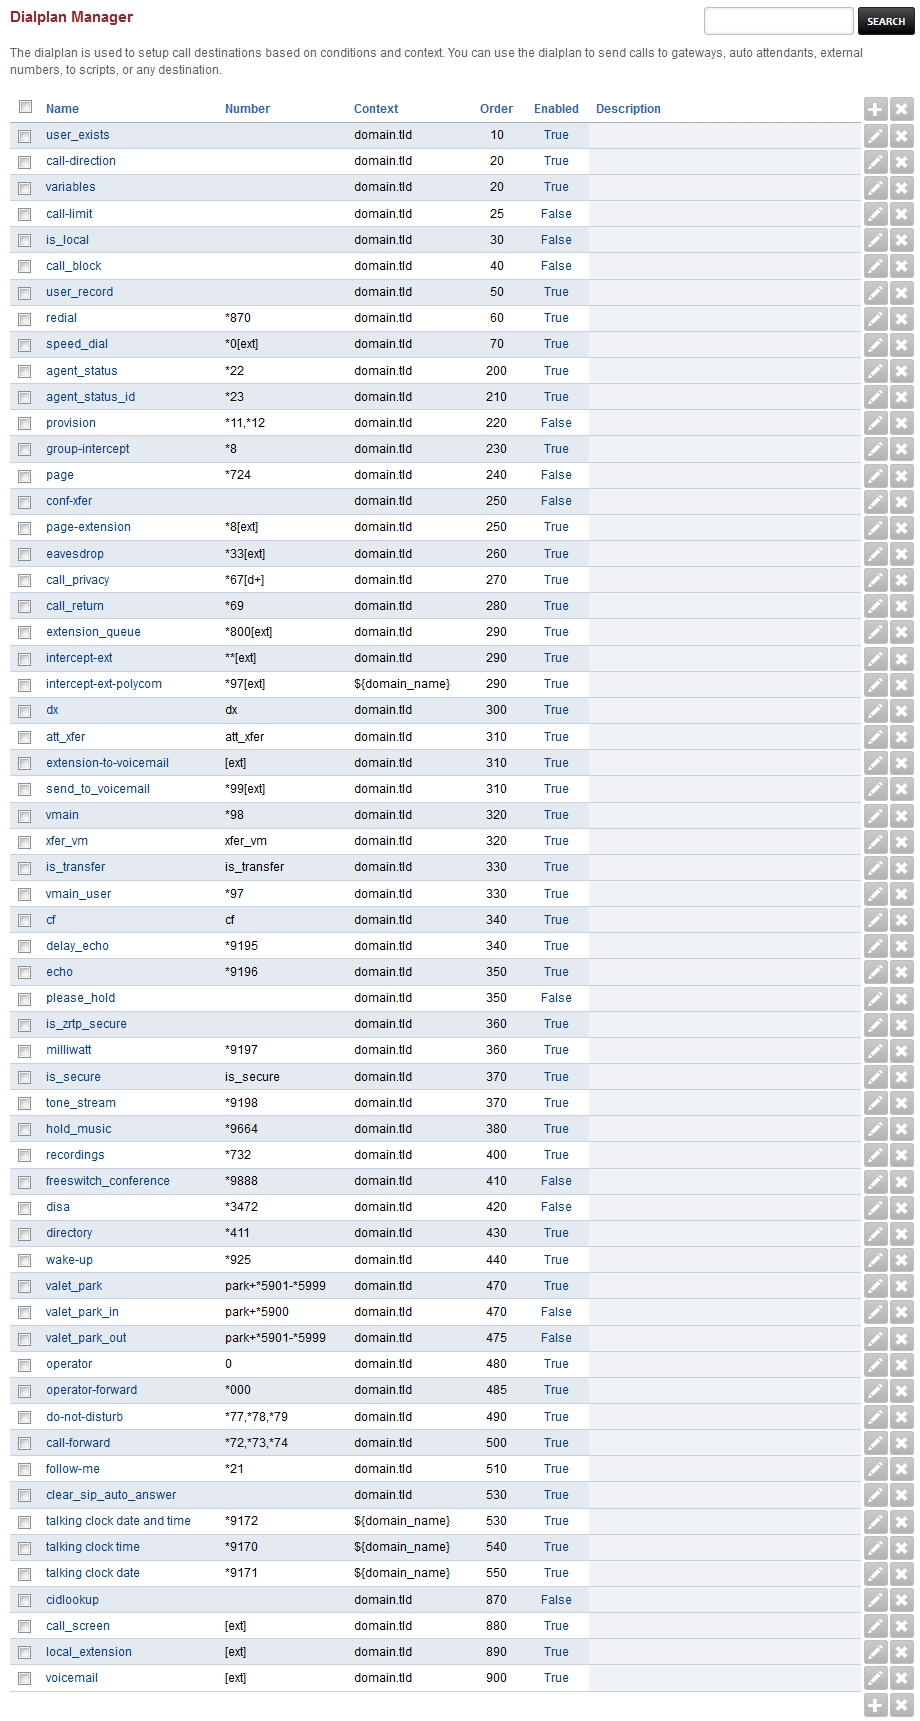 Dialplan Manager
SEARCH
The dialplan is used to setup call destinations based on conditions and context. You can use the dialplan to send calls to gateways, auto attendants, external
numbers, to scripts, or any destination.
Name Number Context Order Enabled Description
user_exists domain.tld 10 True
call-direction domain.tld 20 True
variables domain.tld 20 True
call-limit domain.tld 25 False
is_local domain.tld 30 False
call_block domain.tld 40 False
user_record domain.tld 50 True
redial *870 domain.tld 60 True
speed_dial *0[ext] domain.tld 70 True
agent_status *22 domain.tld 200 True
agent_status_id *23 domain.tld 210 True
provision *11,*12 domain.tld 220 False
group-intercept *8 domain.tld 230 True
page *724 domain.tld 240 False
conf-xfer domain.tld 250 False
page-extension *8[ext] domain.tld 250 True
eavesdrop *33[ext] domain.tld 260 True
call_privacy *67[d+] domain.tld 270 True
call_return *69 domain.tld 280 True
extension_queue *800[ext] domain.tld 290 True
intercept-ext **[ext] domain.tld 290 True
intercept-ext-polycom *97[ext] ${domain_name} 290 True
dx dx domain.tld 300 True
att_xfer att_xfer domain.tld 310 True
extension-to-voicemail [ext] domain.tld 310 True
send_to_voicemail *99[ext] domain.tld 310 True
vmain *98 domain.tld 320 True
xfer_vm xfer_vm domain.tld 320 True
is_transfer is_transfer domain.tld 330 True
vmain_user *97 domain.tld 330 True
cf cf domain.tld 340 True
delay_echo *9195 domain.tld 340 True
echo *9196 domain.tld 350 True
please_hold domain.tld 350 False
is_zrtp_secure domain.tld 360 True
milliwatt *9197 domain.tld 360 True
is_secure is_secure domain.tld 370 True
tone_stream *9198 domain.tld 370 True
hold_music *9664 domain.tld 380 True
recordings *732 domain.tld 400 True
freeswitch_conference *9888 domain.tld 410 False
disa *3472 domain.tld 420 False
directory *411 domain.tld 430 True
wake-up *925 domain.tld 440 True
valet_park park+*5901-*5999 domain.tld 470 True
valet_park_in park+*5900 domain.tld 470 False
valet_park_out park+*5901-*5999 domain.tld 475 False
operator 0 domain.tld 480 True
operator-forward *000 domain.tld 485 True
do-not-disturb *77,*78,*79 domain.tld 490 True
call-forward *72,*73,*74 domain.tld 500 True
follow-me *21 domain.tld 510 True
clear_sip_auto_answer domain.tld 530 True
talking clock date and time *9172 ${domain_name} 530 True
talking clock time *9170 ${domain_name} 540 True
talking clock date *9171 ${domain_name} 550 True
cidlookup domain.tld 870 False
call_screen [ext] domain.tld 880 True
local_extension [ext] domain.tld 890 True
voicemail [ext] domain.tld 900 True